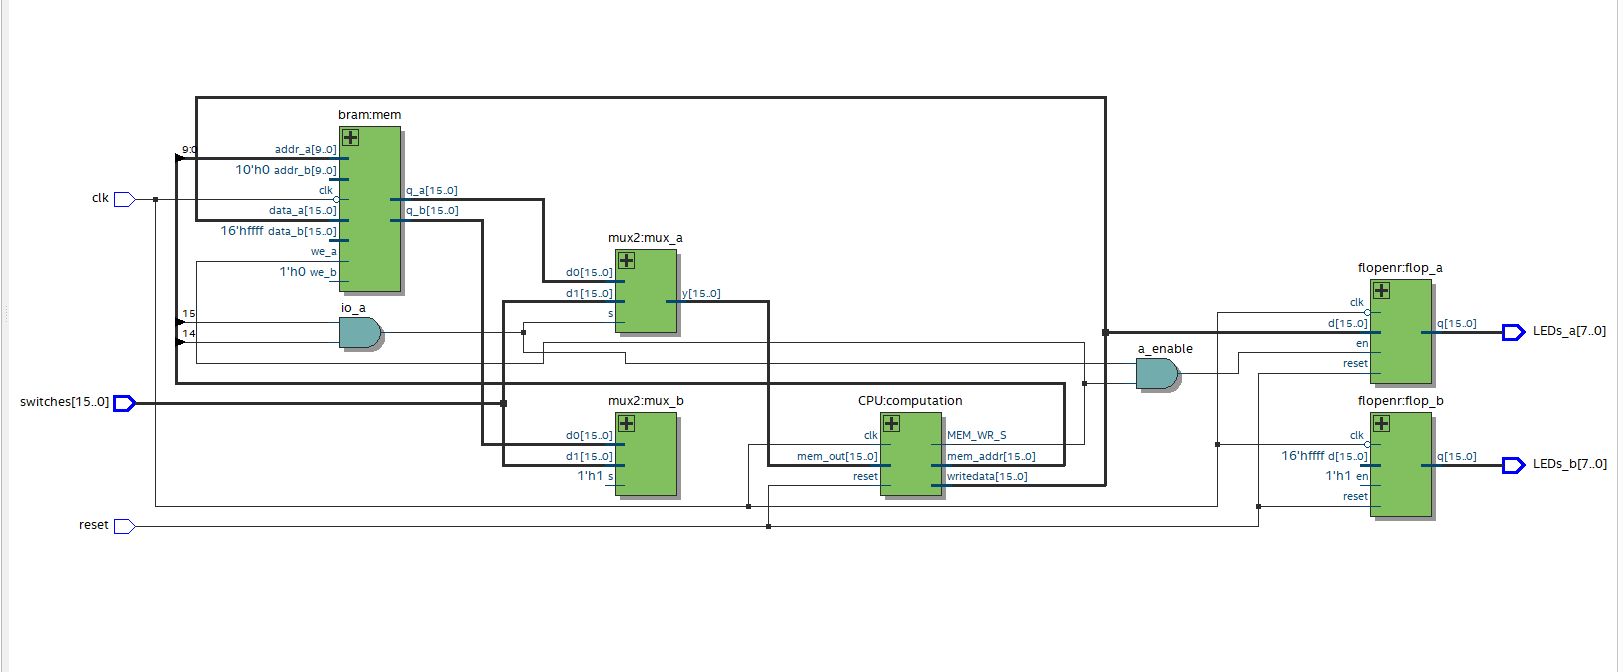 bram:mem
9:0
addr_a[9..0]
10'h0 addr_b[9..0]
clk
clk
q_a[15..0]
data_a[15..0]
q_b[15..0]
16'hffff data_b[15..0]
we_a
1'h0 we_b
mux2:mux_a
d0[15..0]
d1[15..0]
y[15..0]
s
io_a
15
14
flopenr:flop_a
clk
d[15..0]
q[15..0]
LEDs_a[7..0]
en
reset
a_enable
switches[15..0]
mux2:mux_b
d0[15..0]
d1[15..0]
1'h1 s
CPU:computation
clk
MEM_WR_S
mem_out[15..0]
mem_addr[15..0]
reset
writedata[15..0]
flopenr:flop_b
clk
16'hffff d[15..0]
q[15..0]
LEDs_b[7..0]
1'h1 en
reset
reset